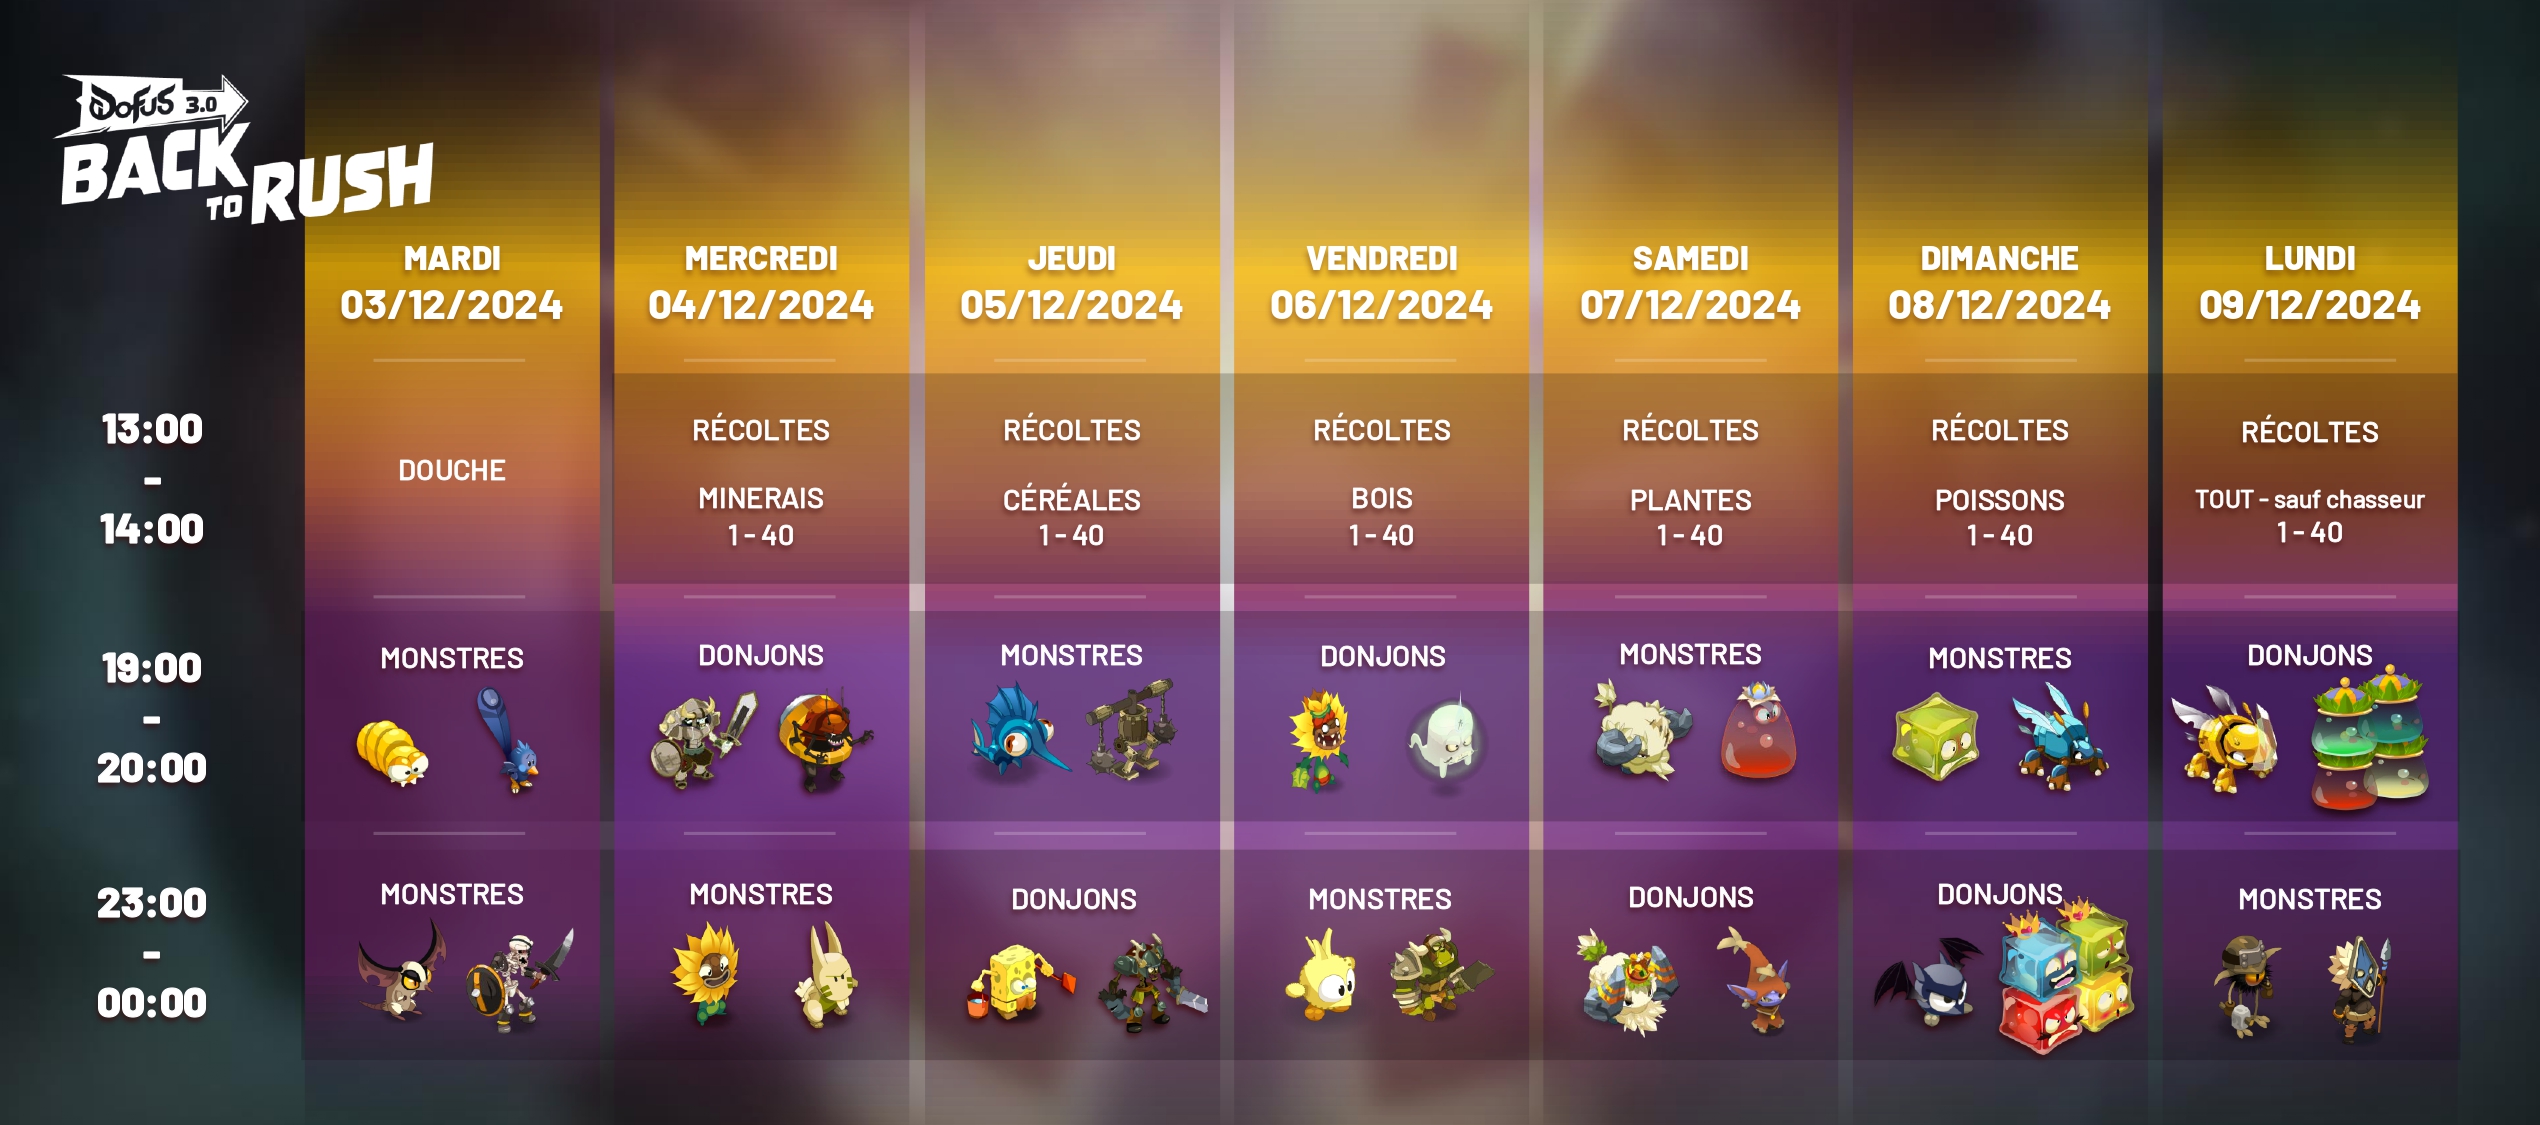 DOFUS 3.0
BACK
TO RUSH
MARDI
03/12/2024
MERCREDI
04/12/2024
JEUDI
05/12/2024
VENDREDI
06/12/2024
SAMEDI
07/12/2024
DIMANCHE
08/12/2024
LUNDI
09/12/2024
13:00
-
14:00
DOUCHE
RÉCOLTES
MINERAIS
1 - 40
RÉCOLTES
CÉRÉALES
1 - 40
RÉCOLTES
BOIS
1 - 40
RÉCOLTES
PLANTES
1 - 40
RÉCOLTES
POISSONS
1 - 40
RÉCOLTES
TOUT - sauf chasseur
1 - 40
19:00
-
20:00
MONSTRES
DONJONS
MONSTRES
DONJONS
MONSTRES
MONSTRES
DONJONS
23:00
-
00:00
MONSTRES
MONSTRES
DONJONS
MONSTRES
DONJONS
DONJONS
MONSTRES